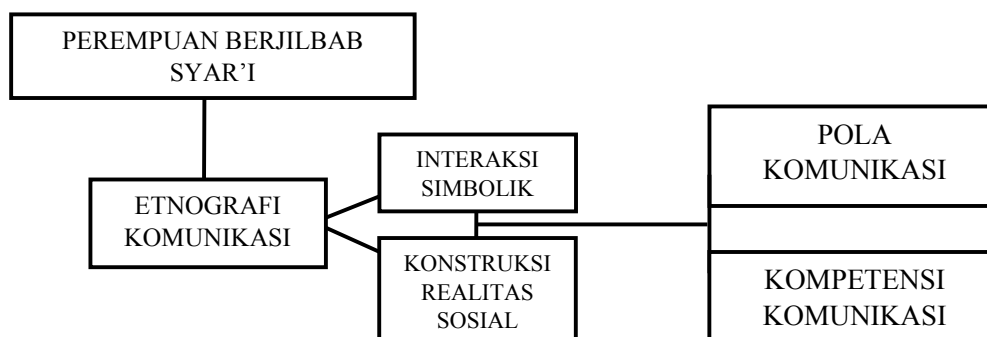 PEREMPUAN BERJILBAB
SYAR’I
ETNOGRAFI
KOMUNIKASI
INTERAKSI
SIMBOLIK
KONSTRUKSI
REALITAS
SOSIAL
POLA
KOMUNIKASI
KOMPETENSI
KOMUNIKASI